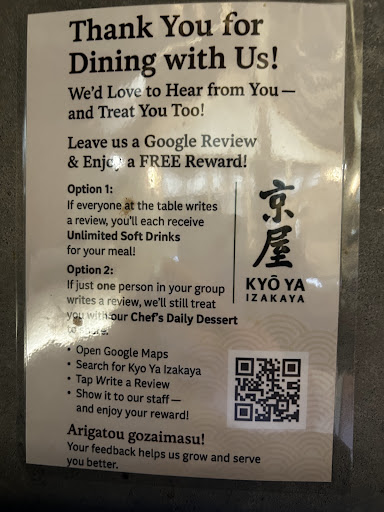 Thank You for
Dining with Us!
We'd Love to Hear from You—
and Treat You Too!
Leave us a Google Review
& Enjoy a FREE Reward!
Option 1:
If everyone at the table writes
a review, you'll each receive
Unlimited Soft Drinks
for your meal!
Option 2:
If just one person in your group
writes a review, we'll still treat
you with our Chef's Daily Dessert
• Open Google Maps
• Search for Kyo Ya Izakaya
• Tap Write a Review
• Show it to our staff—
and enjoy your reward!
Arigatou gozaimasu!
Your feedback helps us grow and serve
you better.
京屋
KYŌ YA
IZAKAYA